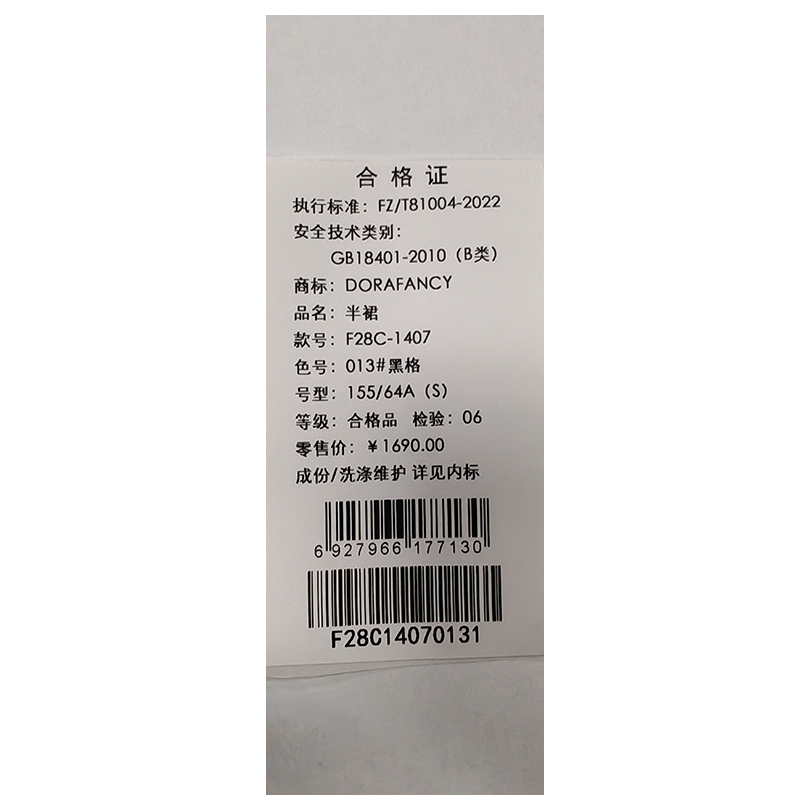 合格证
执行标准：FZ/T81004-2022
安全技术类别：
GB18401-2010（B类）
商标：DORAFANCY
品名：半裙
款号：F28C-1407
色号：013#黑格
号型：155/64A（S）
等级：合格品 检验：06
零售价：￥1690.00
成份/洗涤维护 详见内标
6 927966 177130
F28C14070131